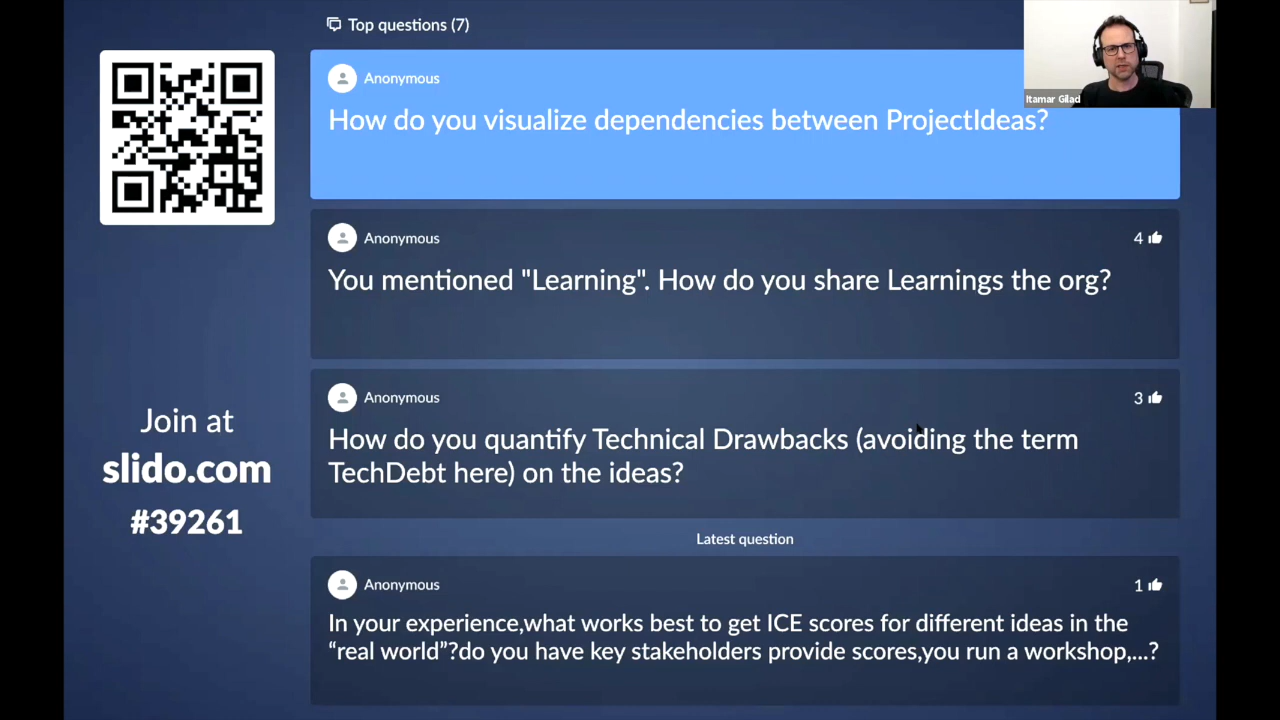 Top questions (7)
Anonymous
How do you visualize dependencies between ProjectIdeas?
Itamar Gilad
Anonymous
4
You mentioned "Learning". How do you share Learnings the org?
Anonymous
3
How do you quantify Technical Drawbacks (avoiding the term
TechDebt here) on the ideas?
Join at
slido.com
#39261
Latest question
Anonymous
1
In your experience,what works best to get ICE scores for different ideas in the
“real world”?do you have key stakeholders provide scores,you run a workshop,...?